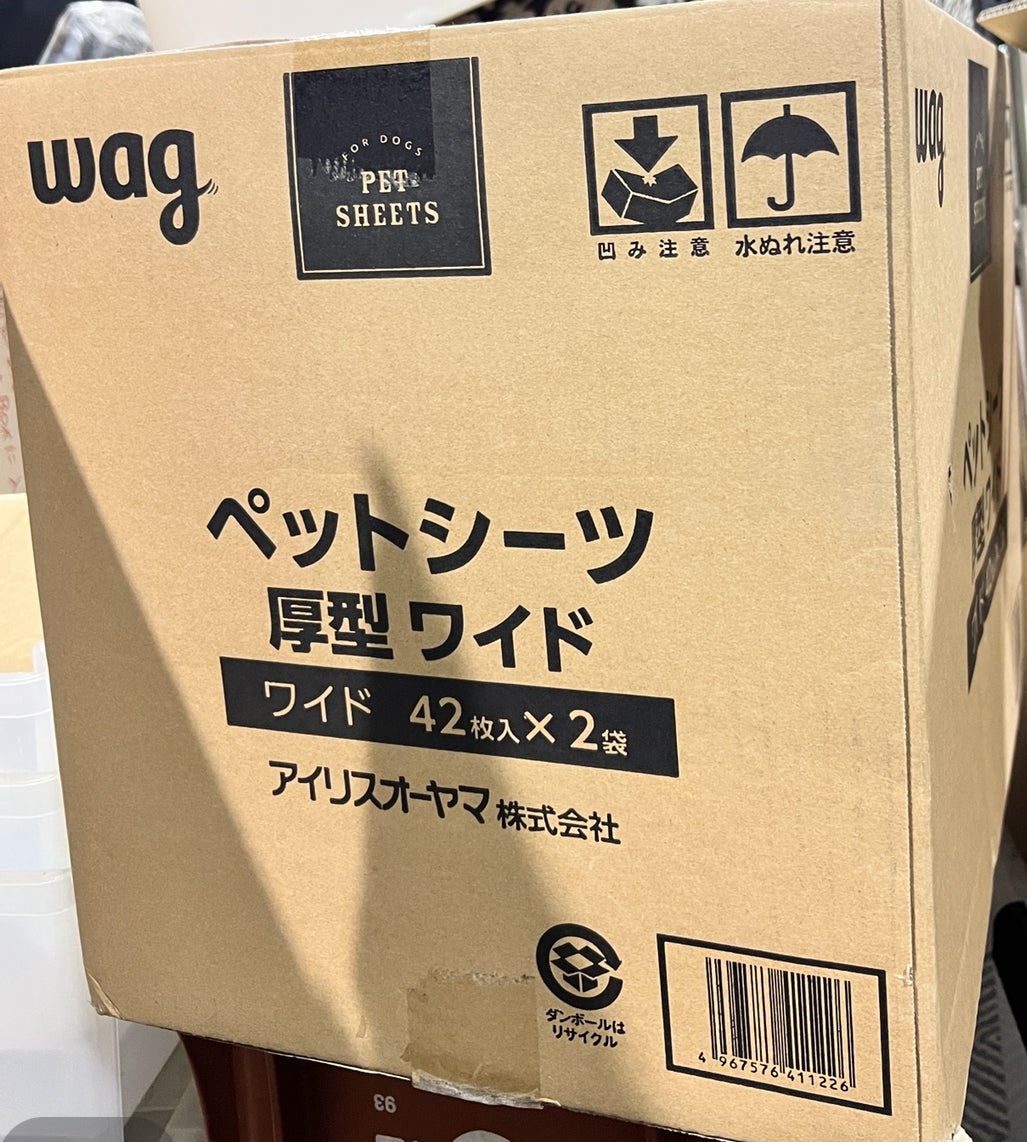 wag
FOR DOGS
PET
SHEETS
凹み注意
水ぬれ注意
wag
ペットシーツ
厚型 ワイド
ワイド 42枚入×2袋
アイリスオーヤマ株式会社
ダンボールは
リサイクル
4 967576 411226
93